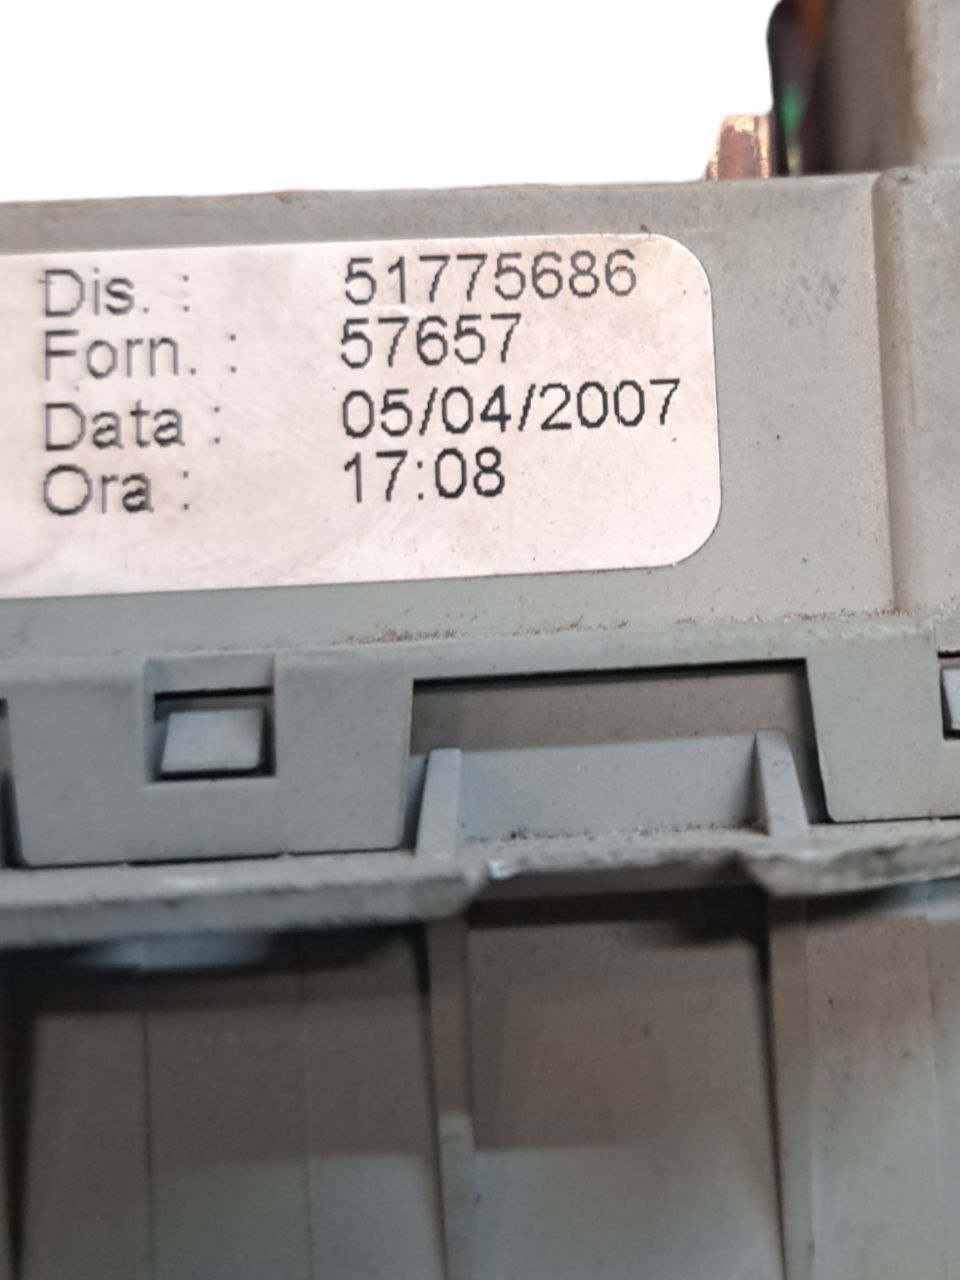 Dis. : 51775686
Forn. : 57657
Data : 05/04/2007
Ora : 17:08